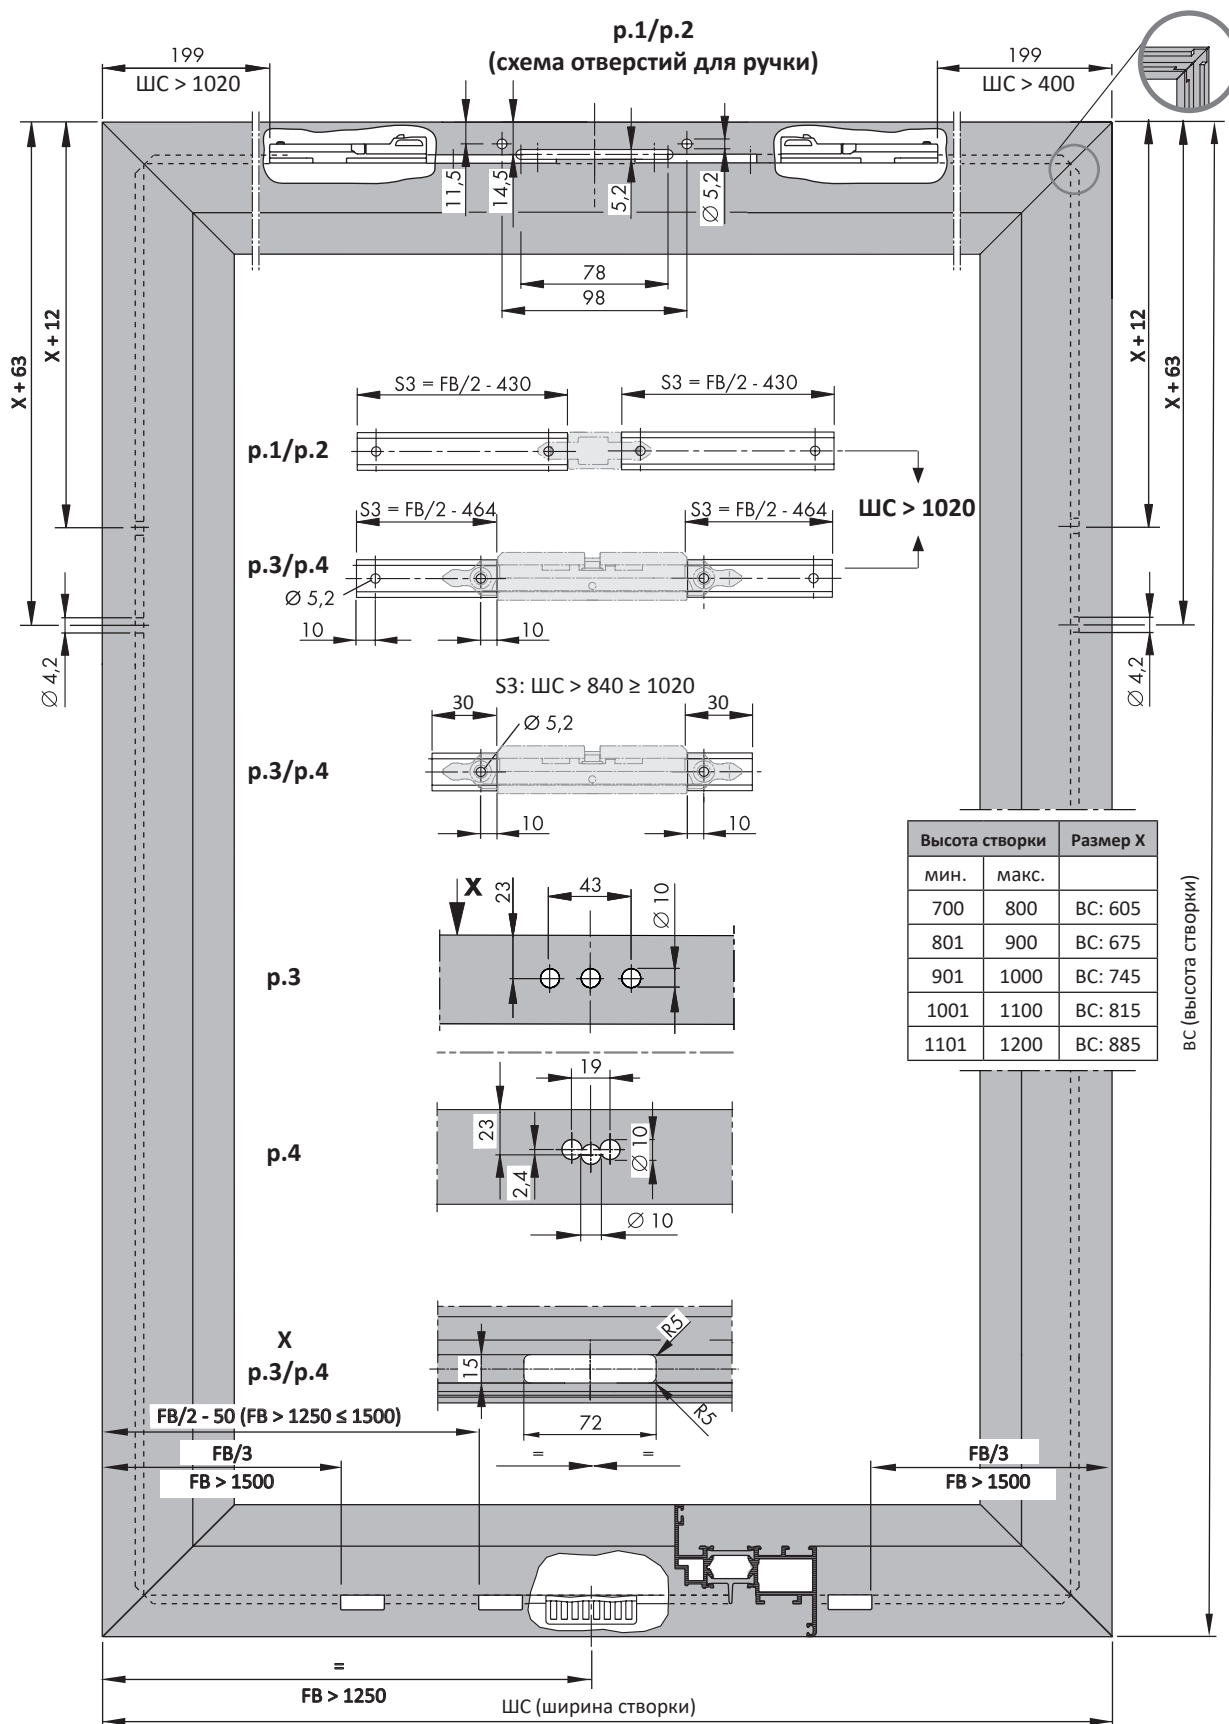 р.1/р.2
(схема отверстий для ручки)
199
ШС > 1020
199
ШС > 400
11,5
14,5
5,2
Ø 5,2
78
98
X + 63
X + 12
X + 12
X + 63
S3 = FB/2 - 430
S3 = FB/2 - 430
р.1/р.2
ШС > 1020
S3 = FB/2 - 464
S3 = FB/2 - 464
р.3/р.4
Ø 5,2
10
10
Ø 4,2
Ø 4,2
S3: ШС > 840 ≥ 1020
30
30
Ø 5,2
р.3/р.4
10
10
Высота створки Размер X
мин. макс.
700 800 ВС: 605
801 900 ВС: 675
901 1000 ВС: 745
1001 1100 ВС: 815
1101 1200 ВС: 885
ВС (высота створки)
X
23
43
Ø 10
р.3
19
23
2,4
Ø 10
Ø 10
р.4
X
р.3/р.4
15
R5
R5
72
= =
FB/2 - 50 (FB > 1250 ≤ 1500)
FB/3
FB > 1500
FB/3
FB > 1500
=
FB > 1250
ШС (ширина створки)